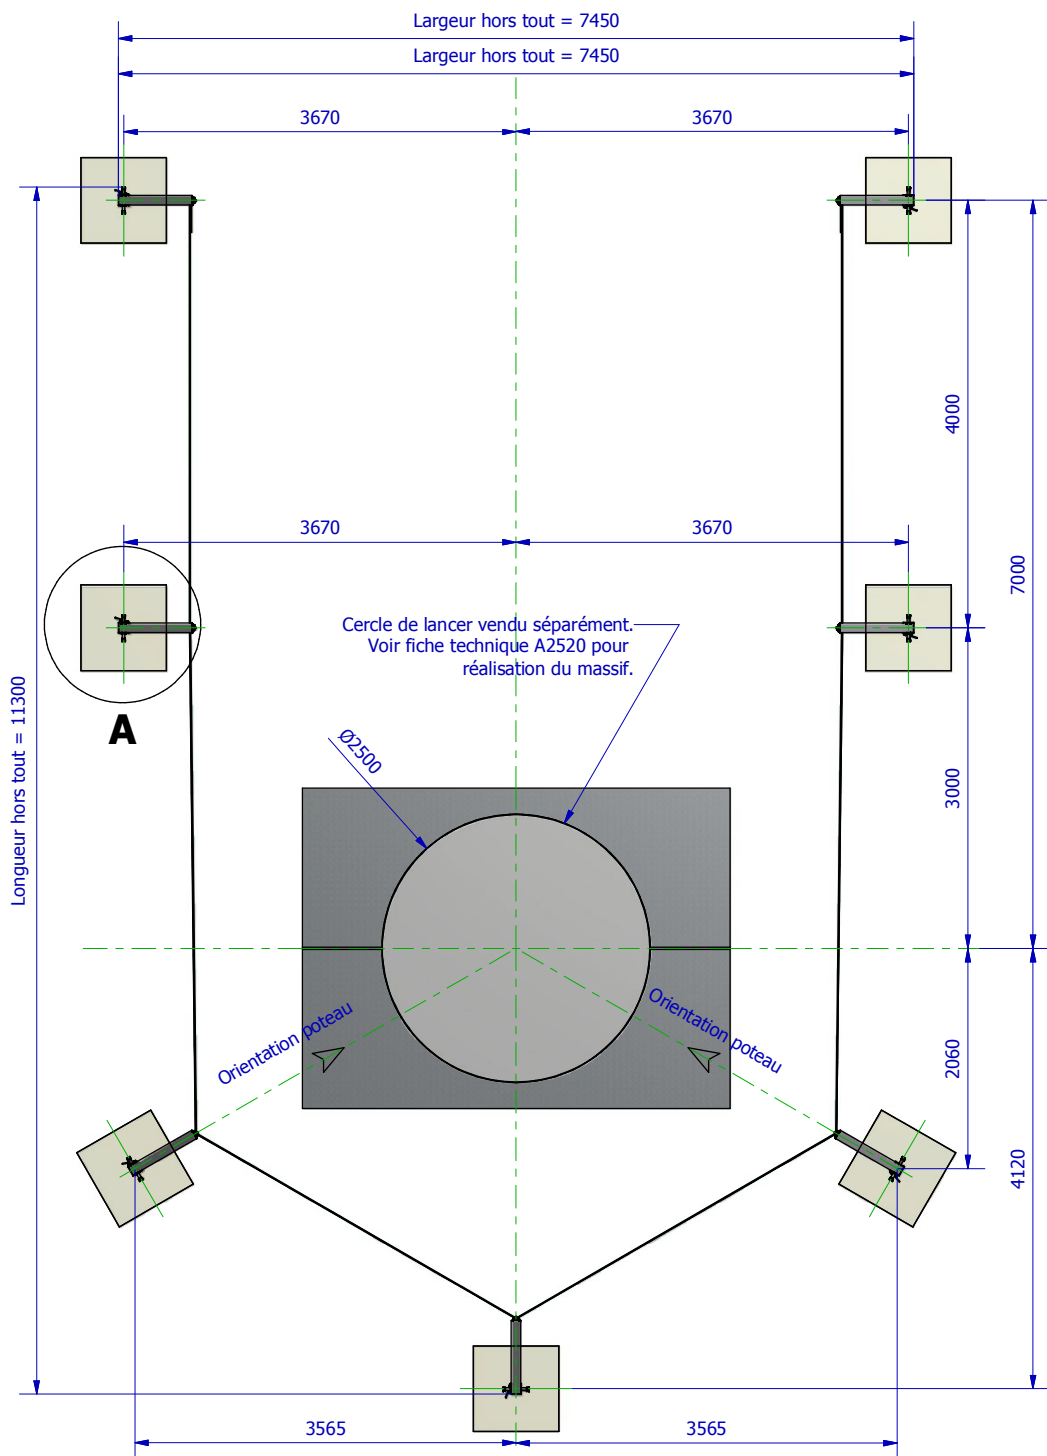 Largeur hors tout = 7450
Largeur hors tout = 7450
3670 3670
4000
7000
3670 3670
Cercle de lancer vendu séparément.
Voir fiche technique A2520 pour
réalisation du massif.
A
Longueur hors tout = 11300
Ø2500
3000
Orientation poteau
Orientation poteau
2060
4120
3565 3565